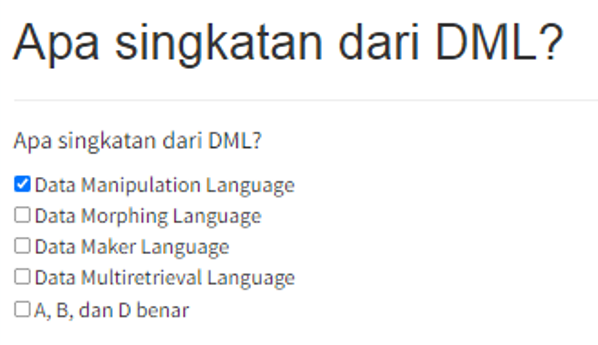 Apa singkatan dari DML?
Apa singkatan dari DML?
Data Manipulation Language
Data Morphing Language
Data Maker Language
Data Multiretrieval Language
A, B, dan D benar